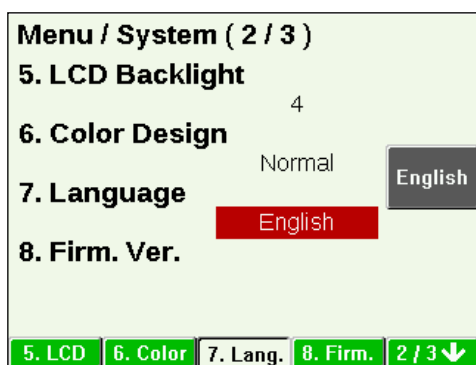 Menu / System ( 2 / 3 )
5. LCD Backlight
4
6. Color Design
Normal
English
7. Language
English
8. Firm. Ver.
5. LCD 6. Color 7. Lang. 8. Firm. 2 / 3